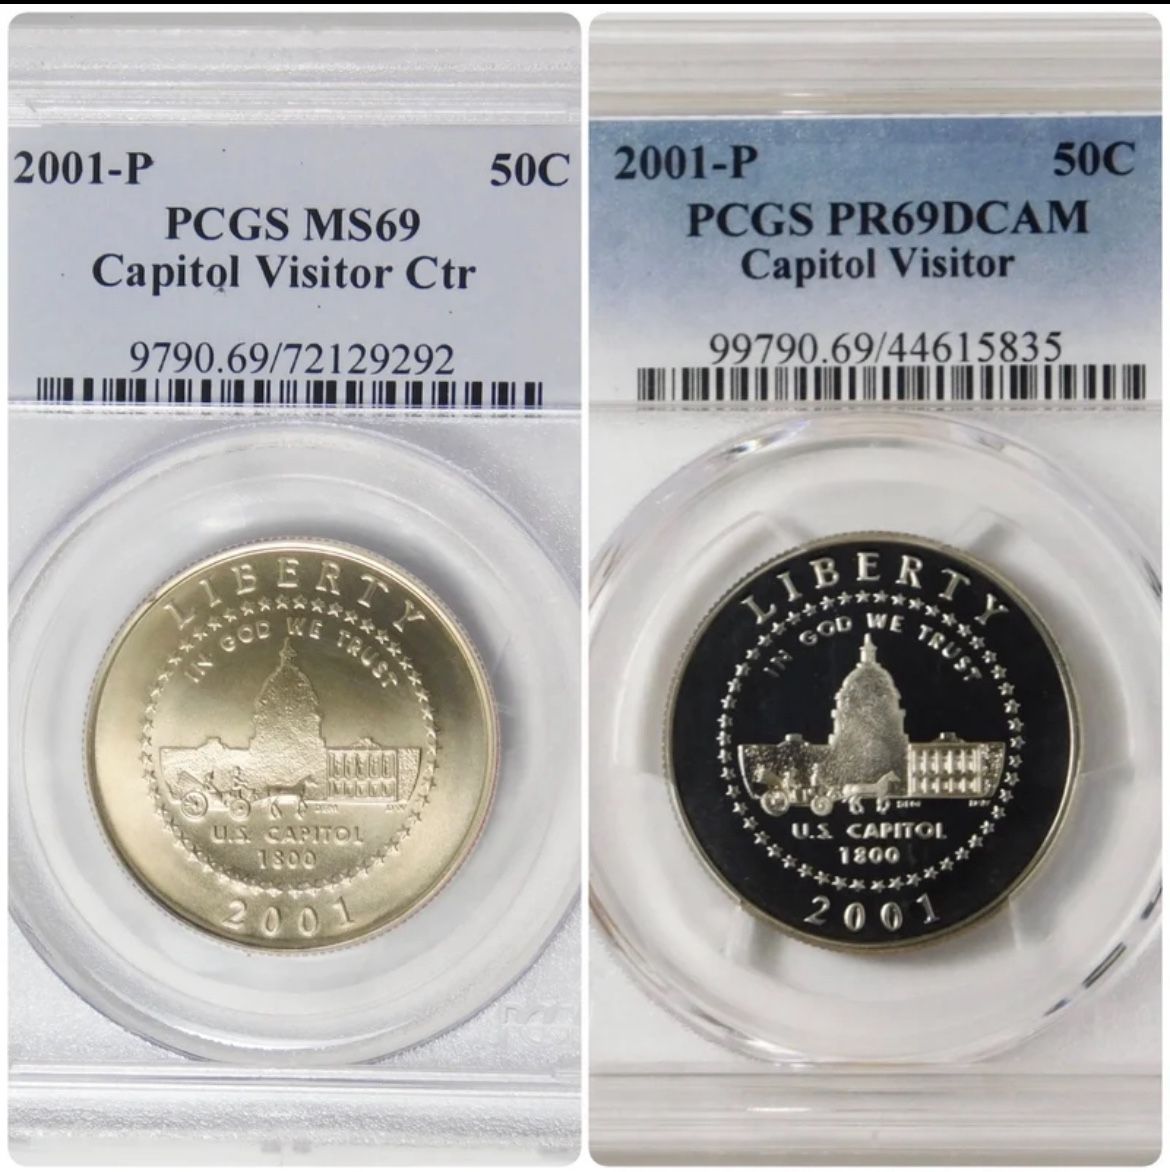 2001-P 50C
PCGS MS69
Capitol Visitor Ctr
9790.69/72129292
LIBERTY
IN GOD WE TRUST
U.S. CAPITOL
1800
2001
2001-P 50C
PCGS PR69DCAM
Capitol Visitor
99790.69/44615835
LIBERTY
IN GOD WE TRUST
U.S. CAPITOL
1800
2001